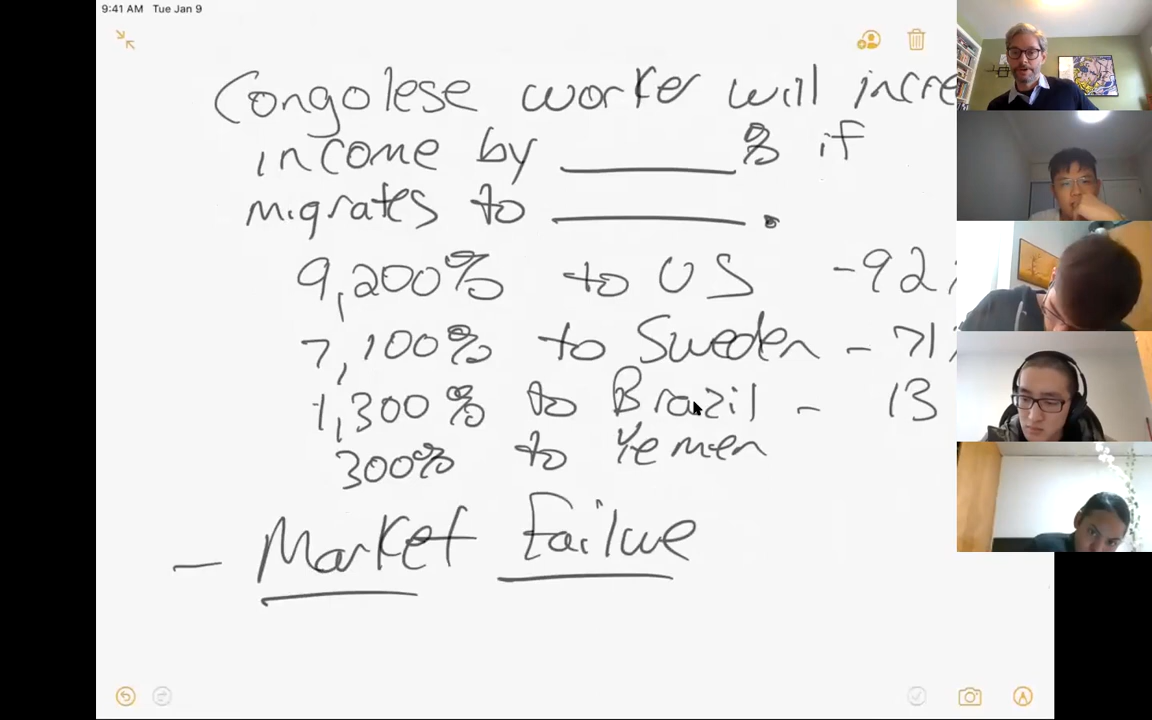 9:41 AM Tue Jan 9
Congolese worker will incre
income by ______ % if
migrates to ______.
9,200% to US -92
7,100% to Sweden - 71
1,300% to Brazil - 13
300% to Yemen
- Market Failure